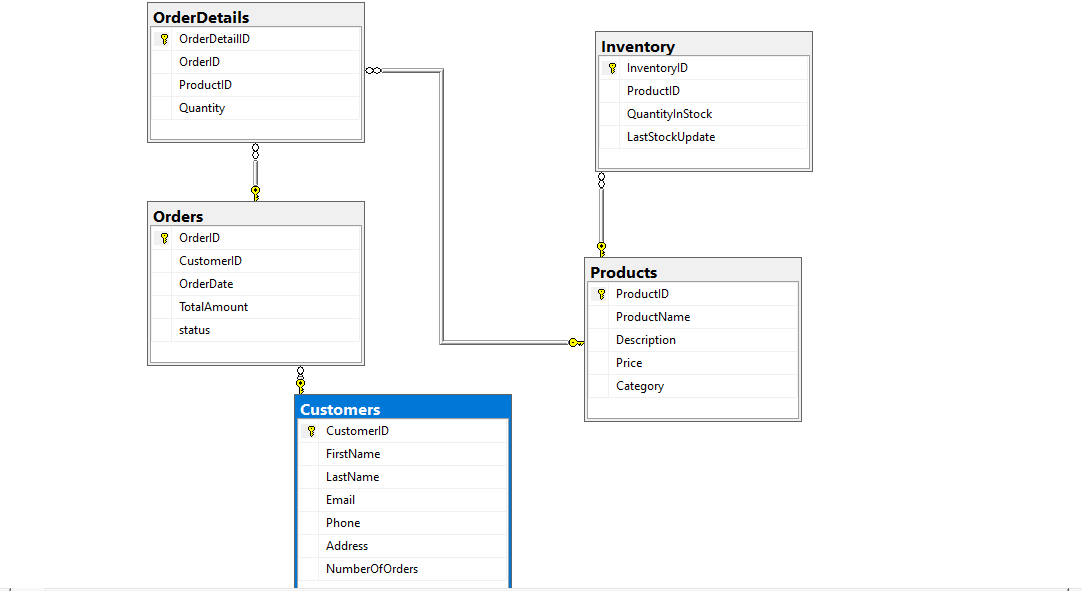 OrderDetails
OrderDetailID
OrderID
ProductID
Quantity
Inventory
InventoryID
ProductID
QuantityInStock
LastStockUpdate
Orders
OrderID
CustomerID
OrderDate
TotalAmount
status
Products
ProductID
ProductName
Description
Price
Category
Customers
CustomerID
FirstName
LastName
Email
Phone
Address
NumberOfOrders